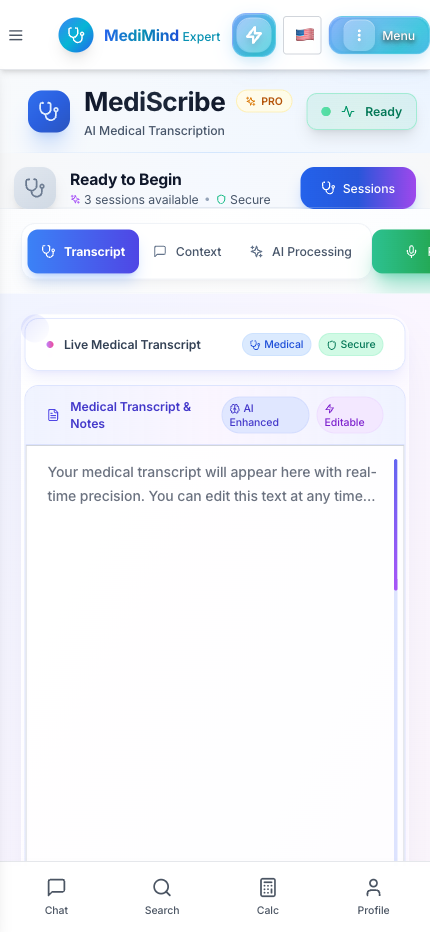 MediMind Expert
Menu
MediScribe
PRO
AI Medical Transcription
Ready
Ready to Begin
3 sessions available • Secure
Sessions
Transcript
Context
AI Processing
Live Medical Transcript
Medical
Secure
Medical Transcript &
Notes
AI
Enhanced
Editable
Your medical transcript will appear here with real-
time precision. You can edit this text at any time...
Chat
Search
Calc
Profile